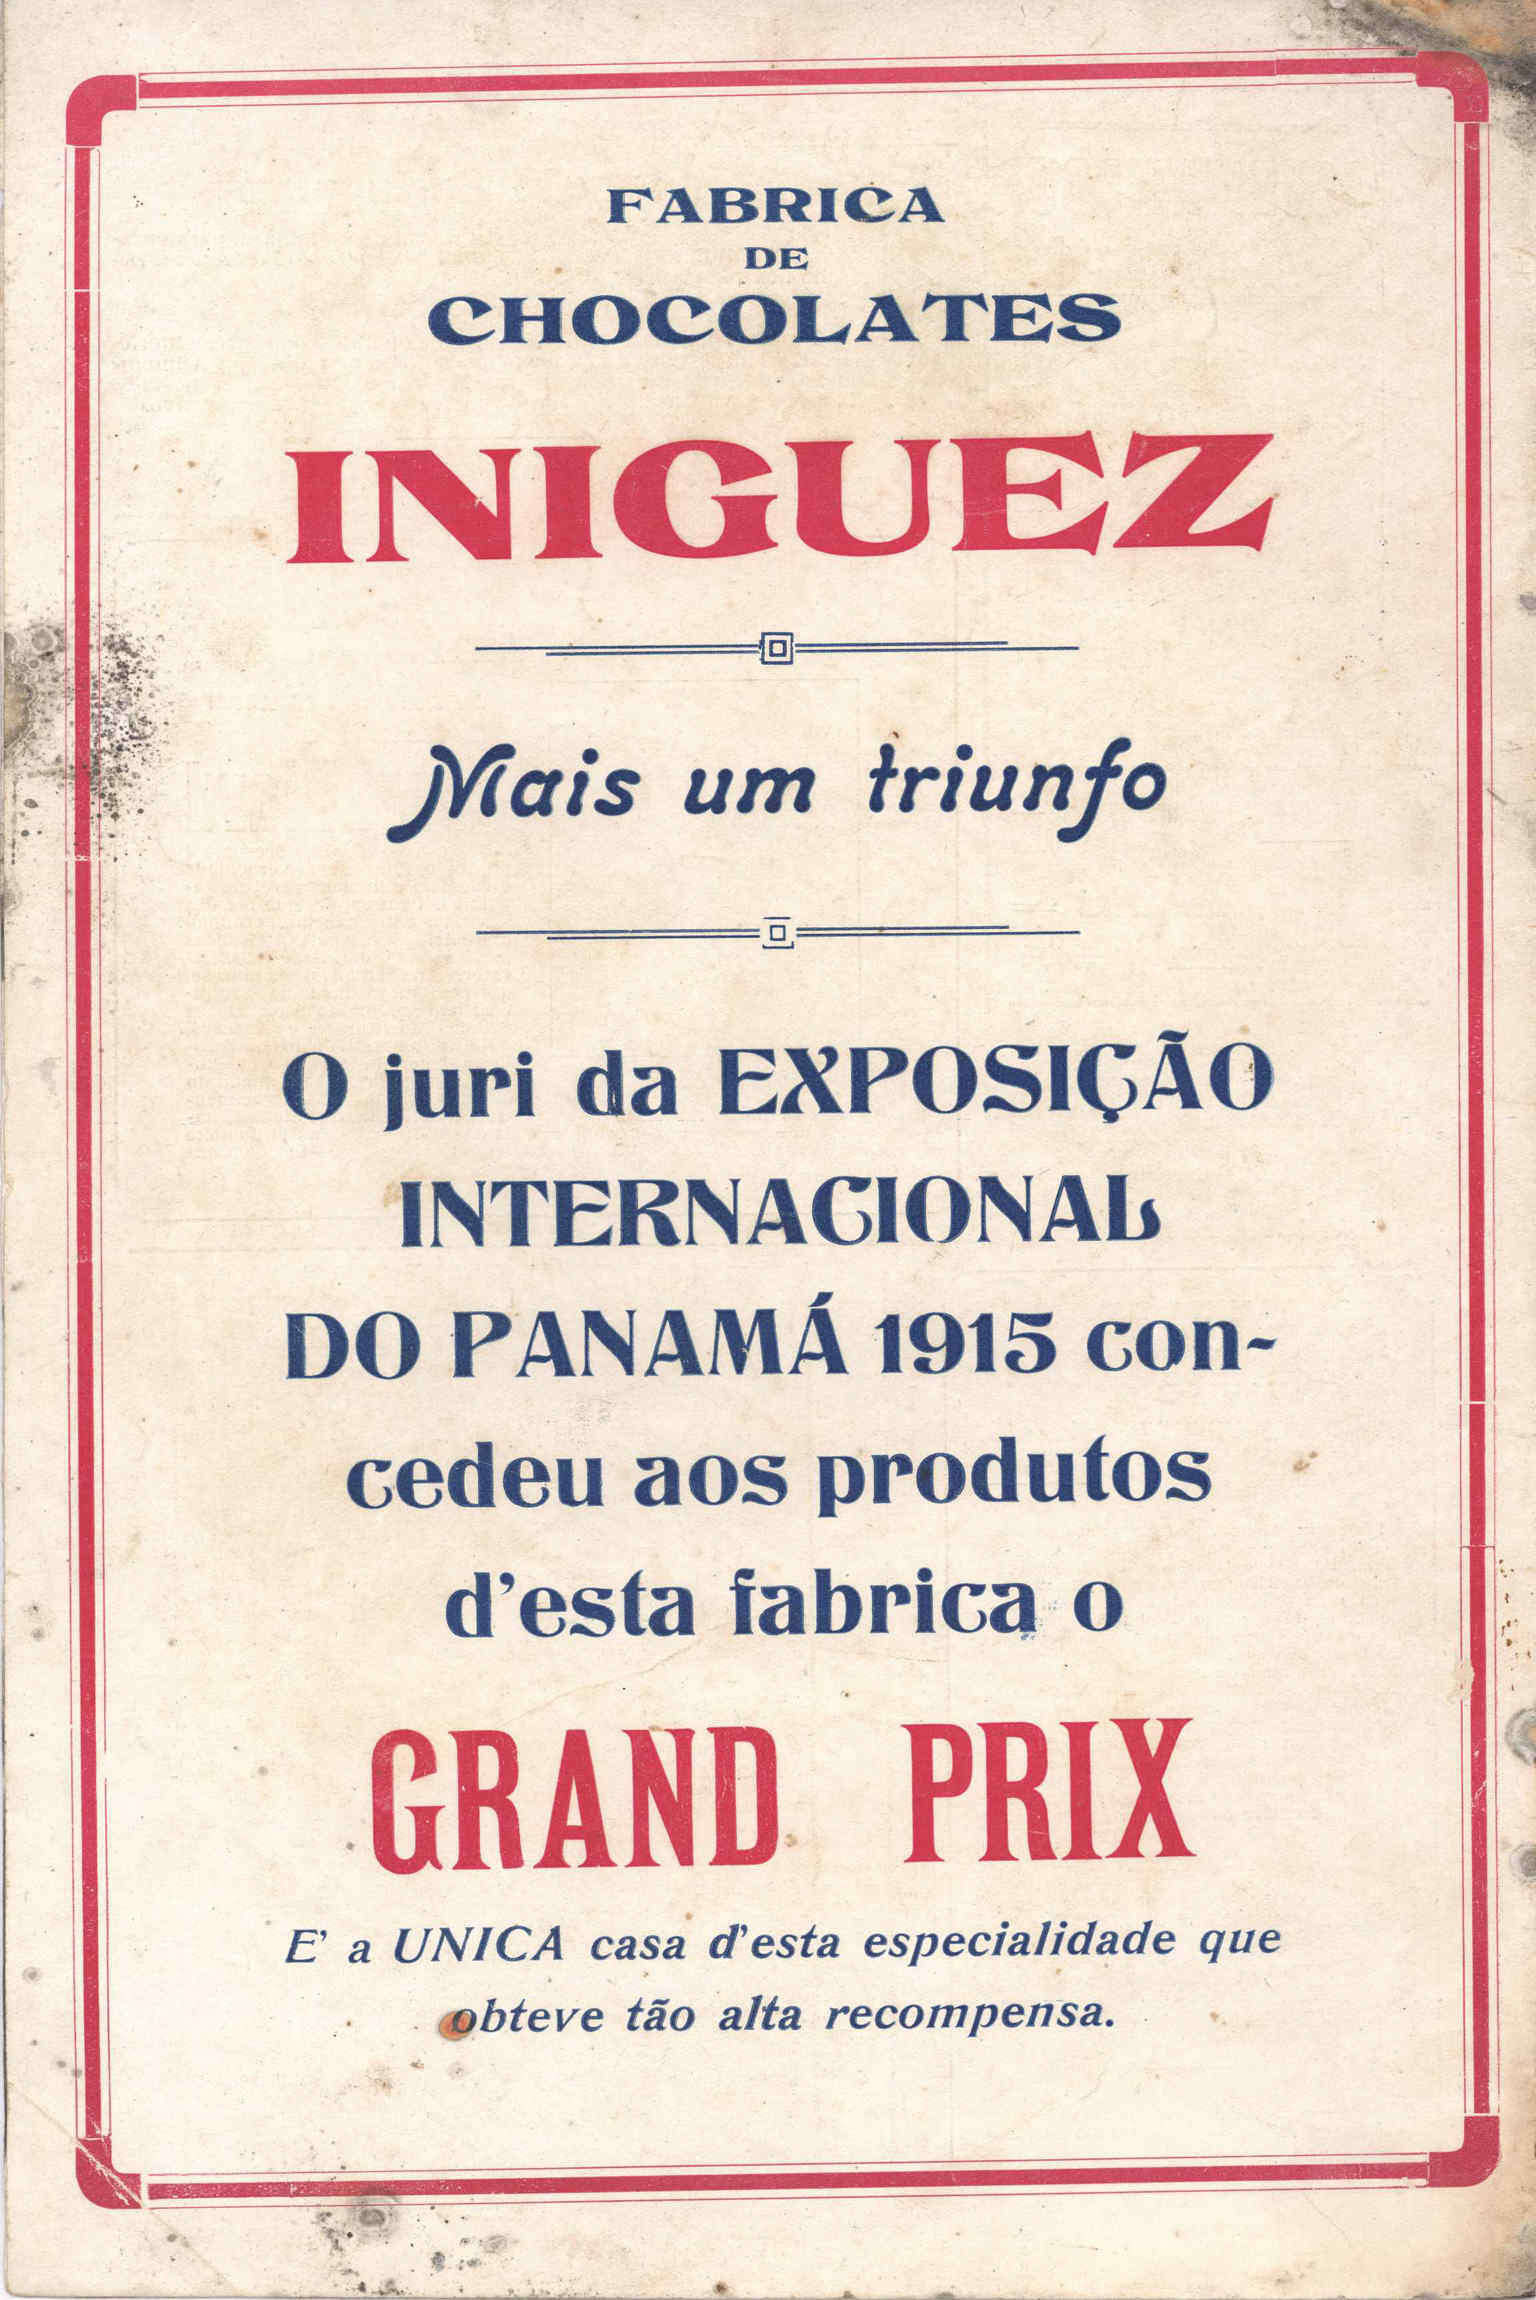 FABRICA
DE
CHOCOLATES
INIGUEZ
Mais um triunfo
O juri da EXPOSIÇÃO
INTERNACIONAL
DO PANAMÁ 1915 con-
cedeu aos produtos
d'esta fabrica o
GRAND PRIX
E' a UNICA casa d'esta especialidade que
obteve tão alta recompensa.